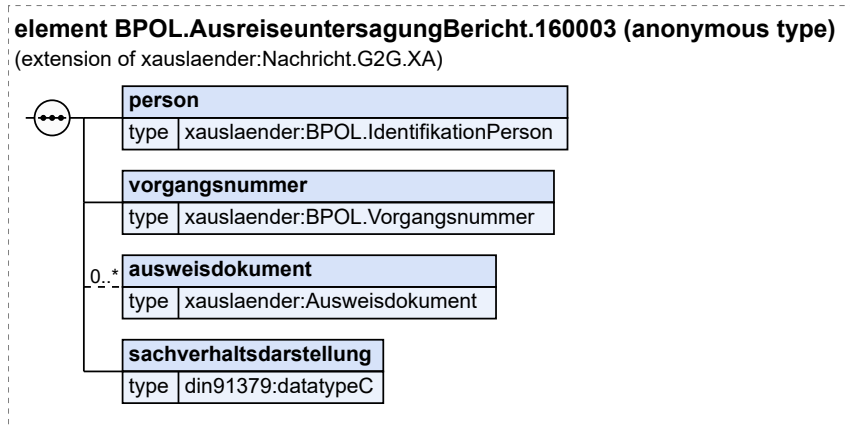 element BPOL.AusreiseuntersagungBericht.160003 (anonymous type)
(extension of xauslaender:Nachricht.G2G.XA)
person
type xauslaender:BPOL.IdentifikationPerson
vorgangsnummer
type xauslaender:BPOL.Vorgangsnummer
0..* ausweisdokument
type xauslaender:Ausweisdokument
sachverhaltsdarstellung
type din91379:datatypeC